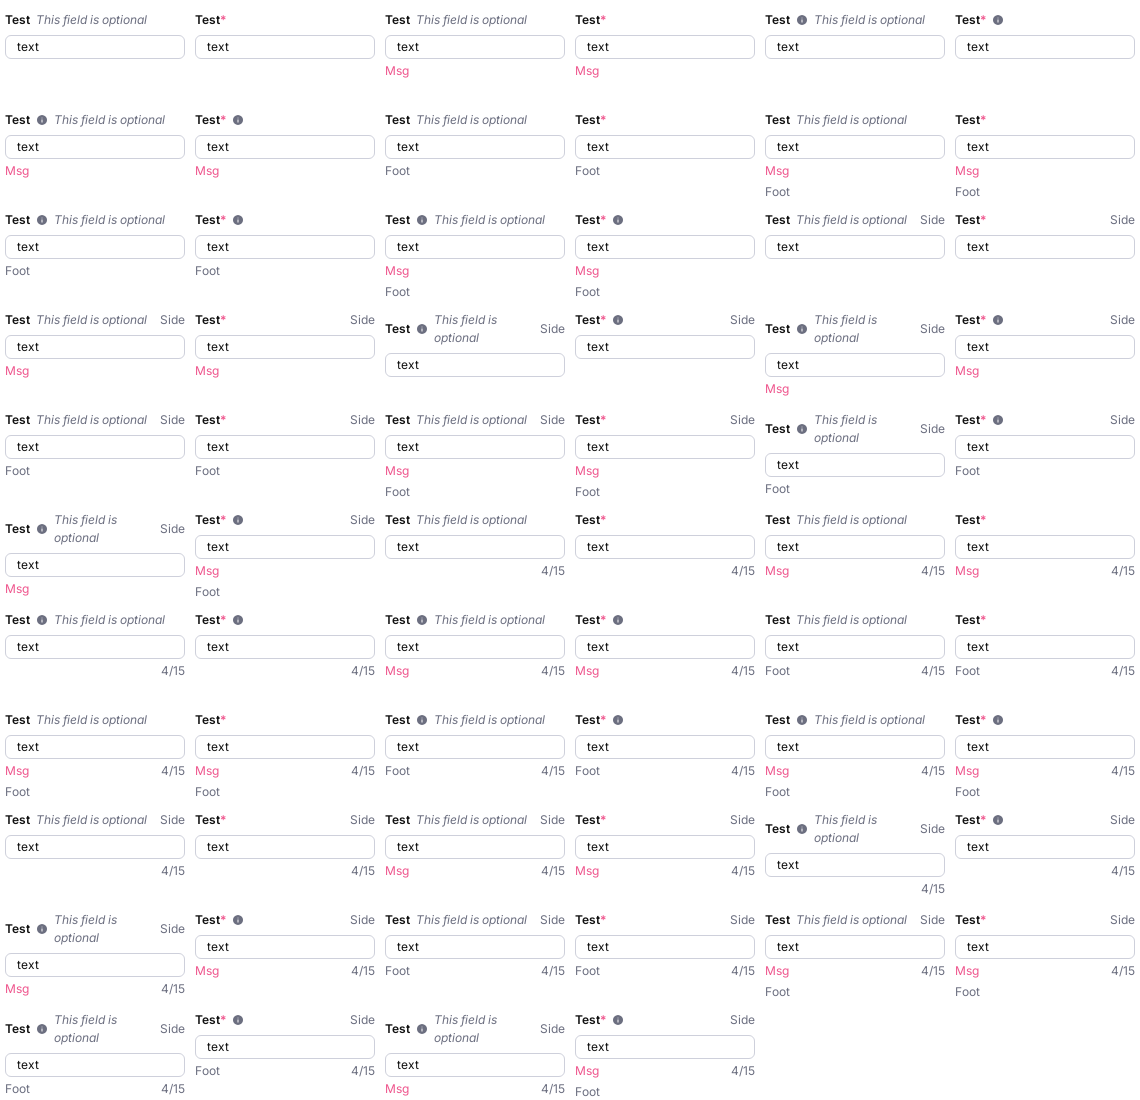 Test This field is optional Test* Test This field is optional Test* Test This field is optional Test*
text text text text text text
Msg Msg
Test This field is optional Test* Test This field is optional Test* Test This field is optional Test*
text text text text text text
Msg Msg Foot Foot Msg Msg
Foot Foot
Test This field is optional Test* Test This field is optional Test* Test This field is optional Side Test* Side
text text text text text text
Foot Foot Msg Msg
Foot Foot
Test This field is optional Side Test* Side Test This field is optional Side Test* Side Test This field is optional Side Test* Side
text text text text text text
Msg Msg Msg Msg
Test This field is optional Side Test* Side Test This field is optional Side Test* Side Test This field is optional Side Test* Side
text text text text text text
Foot Foot Msg Msg Foot Foot
Foot Foot
Test This field is optional Side Test* Side Test This field is optional Test* Test This field is optional Test*
text text text text text text
Msg Msg 4/15 4/15 Msg 4/15 Msg 4/15
Foot
Test This field is optional Test* Test This field is optional Test* Test This field is optional Test*
text text text text text text
4/15 4/15 Msg 4/15 Msg 4/15 Foot 4/15 Foot 4/15
Test This field is optional Test* Test This field is optional Test* Test This field is optional Test*
text text text text text text
Msg 4/15 Msg 4/15 Foot 4/15 Foot 4/15 Msg 4/15 Msg 4/15
Foot Foot Foot Foot
Test This field is optional Side Test* Side Test This field is optional Side Test* Side Test This field is optional Side Test* Side
text text text text text text
4/15 4/15 Msg 4/15 Msg 4/15 4/15 4/15
Test This field is optional Side Test* Side Test This field is optional Side Test* Side Test This field is optional Side Test* Side
text text text text text text
Msg 4/15 Msg 4/15 Foot 4/15 Foot 4/15 Msg 4/15 Msg 4/15
Foot Foot
Test This field is optional Side Test* Side Test This field is optional Side Test* Side
text text text text
Foot 4/15 Foot 4/15 Msg 4/15 Msg 4/15
Foot